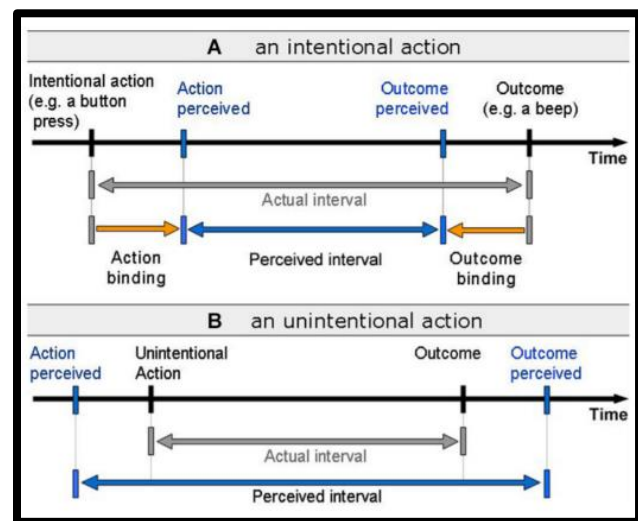 A an intentional action
Intentional action
(e.g. a button
press)
Action
perceived
Outcome
perceived
Outcome
(e.g. a beep)
Time
Actual interval
Action
binding
Perceived interval
Outcome
binding
B an unintentional action
Action
perceived
Unintentional
Action
Outcome
Outcome
perceived
Time
Actual interval
Perceived interval